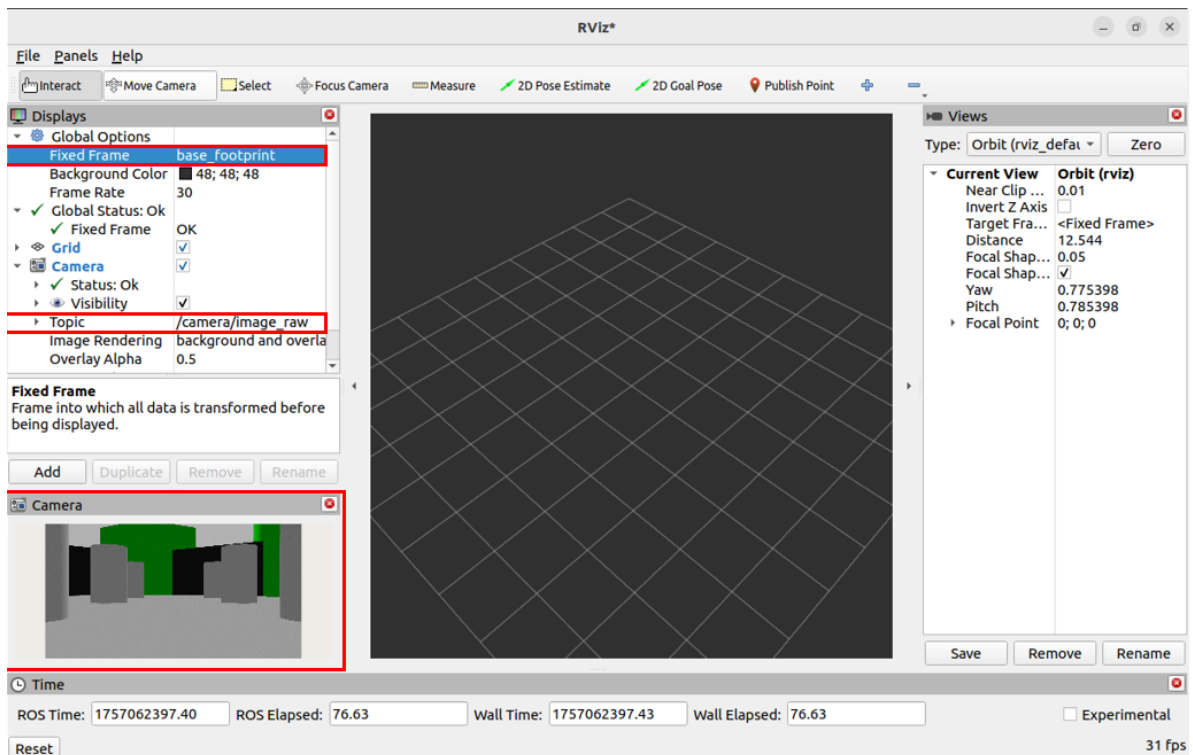 RViz*
File Panels Help
Interact Move Camera Select Focus Camera Measure 2D Pose Estimate 2D Goal Pose Publish Point
Displays
Global Options
Fixed Frame base_footprint
Background Color 48; 48; 48
Frame Rate 30
Global Status: Ok
Fixed Frame OK
Grid
Camera
Status: Ok
Visibility
Topic /camera/image_raw
Image Rendering background and overla
Overlay Alpha 0.5
Fixed Frame
Frame into which all data is transformed before
being displayed.
Add Duplicate Remove Rename
Camera
Views
Type: Orbit (rviz_defau Zero
Current View Orbit (rviz)
Near Clip ... 0.01
Invert Z Axis
Target Fra... <Fixed Frame>
Distance 12.544
Focal Shap... 0.05
Focal Shap...
Yaw 0.775398
Pitch 0.785398
Focal Point 0; 0; 0
Save Remove Rename
Time
ROS Time: 1757062397.40 ROS Elapsed: 76.63 Wall Time: 1757062397.43 Wall Elapsed: 76.63 Experimental
Reset 31 fps